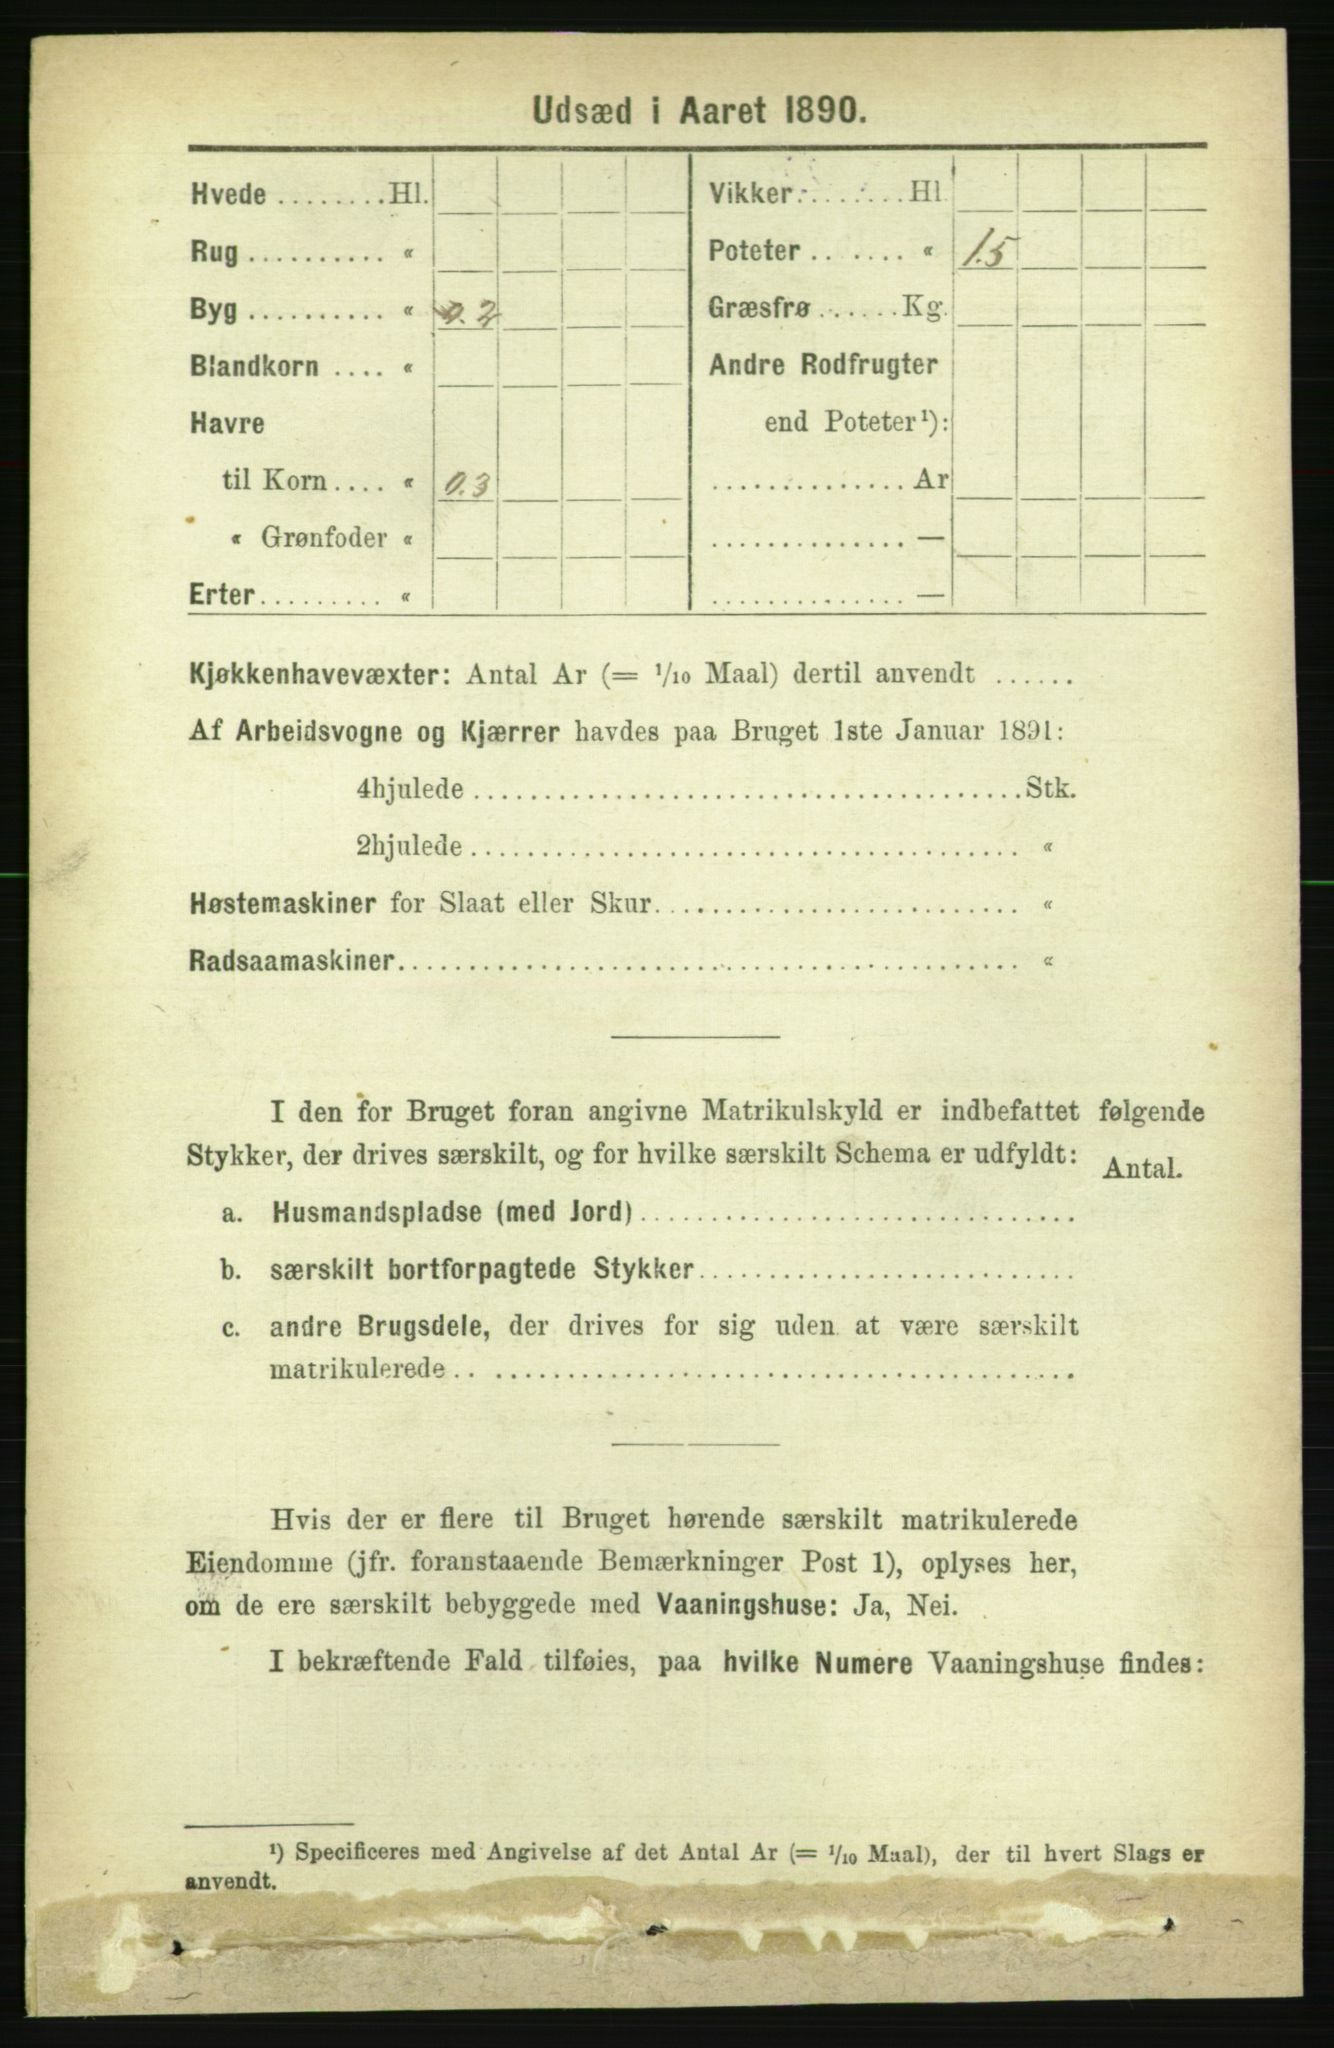 Udsæd i Aaret 1890.
Hvede ........ Hl.
Rug .......... «
Byg .......... « 0.2
Blandkorn .... «
Havre
til Korn .... « 0.3
« Grønfoder «
Erter ......... «
Vikker ........ Hl.
Poteter ....... « 1.5
Græsfrø ...... Kg.
Andre Rodfrugter
end Poteter¹):
.............. Ar
.............. —
.............. —
Kjøkkenhavevæxter: Antal Ar (= 1/10 Maal) dertil anvendt ......
Af Arbeidsvogne og Kjærrer havdes paa Bruget 1ste Januar 1891:
4hjulede ...................................... Stk.
2hjulede ...................................... «
Høstemaskiner for Slaat eller Skur ......................... «
Radsaamaskiner ........................................... «
I den for Bruget foran angivne Matrikulskyld er indbefattet følgende
Stykker, der drives særskilt, og for hvilke særskilt Schema er udfyldt: Antal.
a. Husmandspladse (med Jord) ..............................
b. særskilt bortforpagtede Stykker ..........................
c. andre Brugsdele, der drives for sig uden at være særskilt
matrikulerede .. ........................................
Hvis der er flere til Bruget hørende særskilt matrikulerede
Eiendomme (jfr. foranstaaende Bemærkninger Post 1), oplyses her,
om de ere særskilt bebyggede med Vaaningshuse: Ja, Nei.
I bekræftende Fald tilføies, paa hvilke Numere Vaaningshuse findes:
¹) Specificeres med Angivelse af det Antal Ar (= 1/10 Maal), der til hvert Slags er
anvendt.